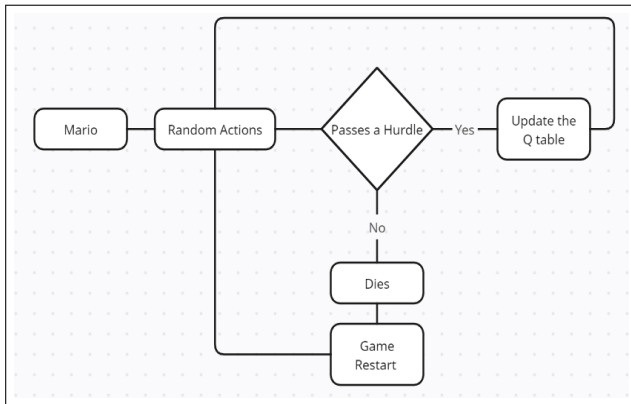 Mario
Random Actions
Passes a Hurdle
Yes
Update the
Q table
No
Dies
Game
Restart